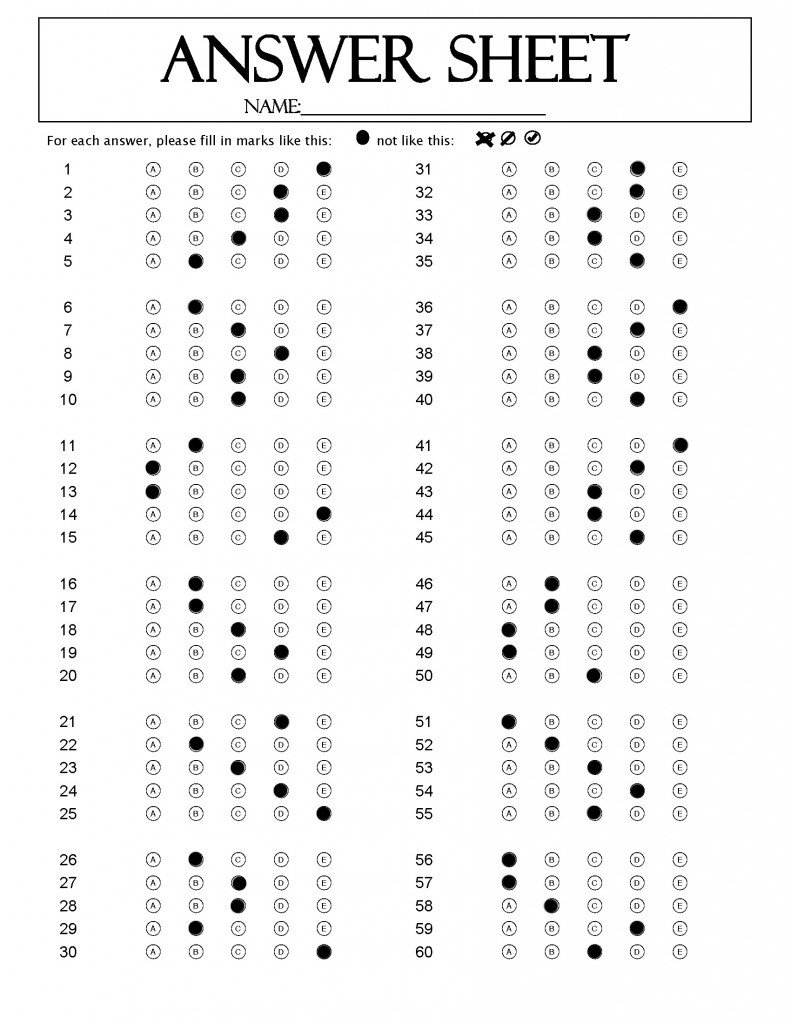 ANSWER SHEET
NAME:
For each answer, please fill in marks like this: not like this:
1 A B C D 31 A B C E
2 A B C E 32 A B C E
3 A B C E 33 A B D E
4 A B D E 34 A B D E
5 A C D E 35 A B C E
6 A C D E 36 A B C D
7 A B D E 37 A B C E
8 A B C E 38 A B D E
9 A B D E 39 A B D E
10 A B D E 40 A B C E
11 A C D E 41 A B C D
12 B C D E 42 A B C E
13 B C D E 43 A B D E
14 A B C D 44 A B D E
15 A B C E 45 A B C E
16 A C D E 46 A C D E
17 A C D E 47 A C D E
18 A B D E 48 B C D E
19 A B C E 49 B C D E
20 A B D E 50 A B D E
21 A B C E 51 B C D E
22 A C D E 52 A C D E
23 A B D E 53 A B D E
24 A B C E 54 A B C E
25 A B C D 55 A B D E
26 A C D E 56 B C D E
27 A B D E 57 B C D E
28 A B D E 58 A C D E
29 A C D E 59 A B C E
30 A B C D 60 A B D E